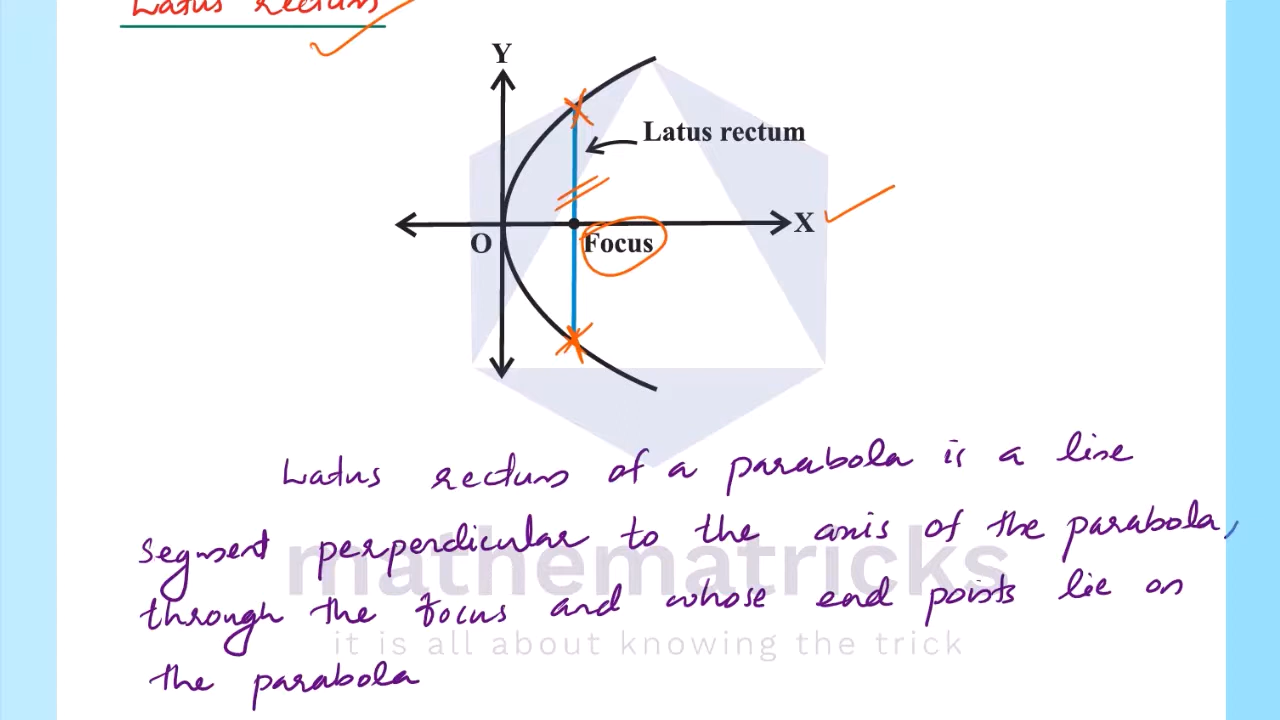 Latus Rectum
Y
Latus rectum
X
O
Focus
Latus rectum of a parabola is a line
segment perpendicular to the axis of the parabola,
through the focus and whose end points lie on
the parabola
mathematricks
it is all about knowing the trick